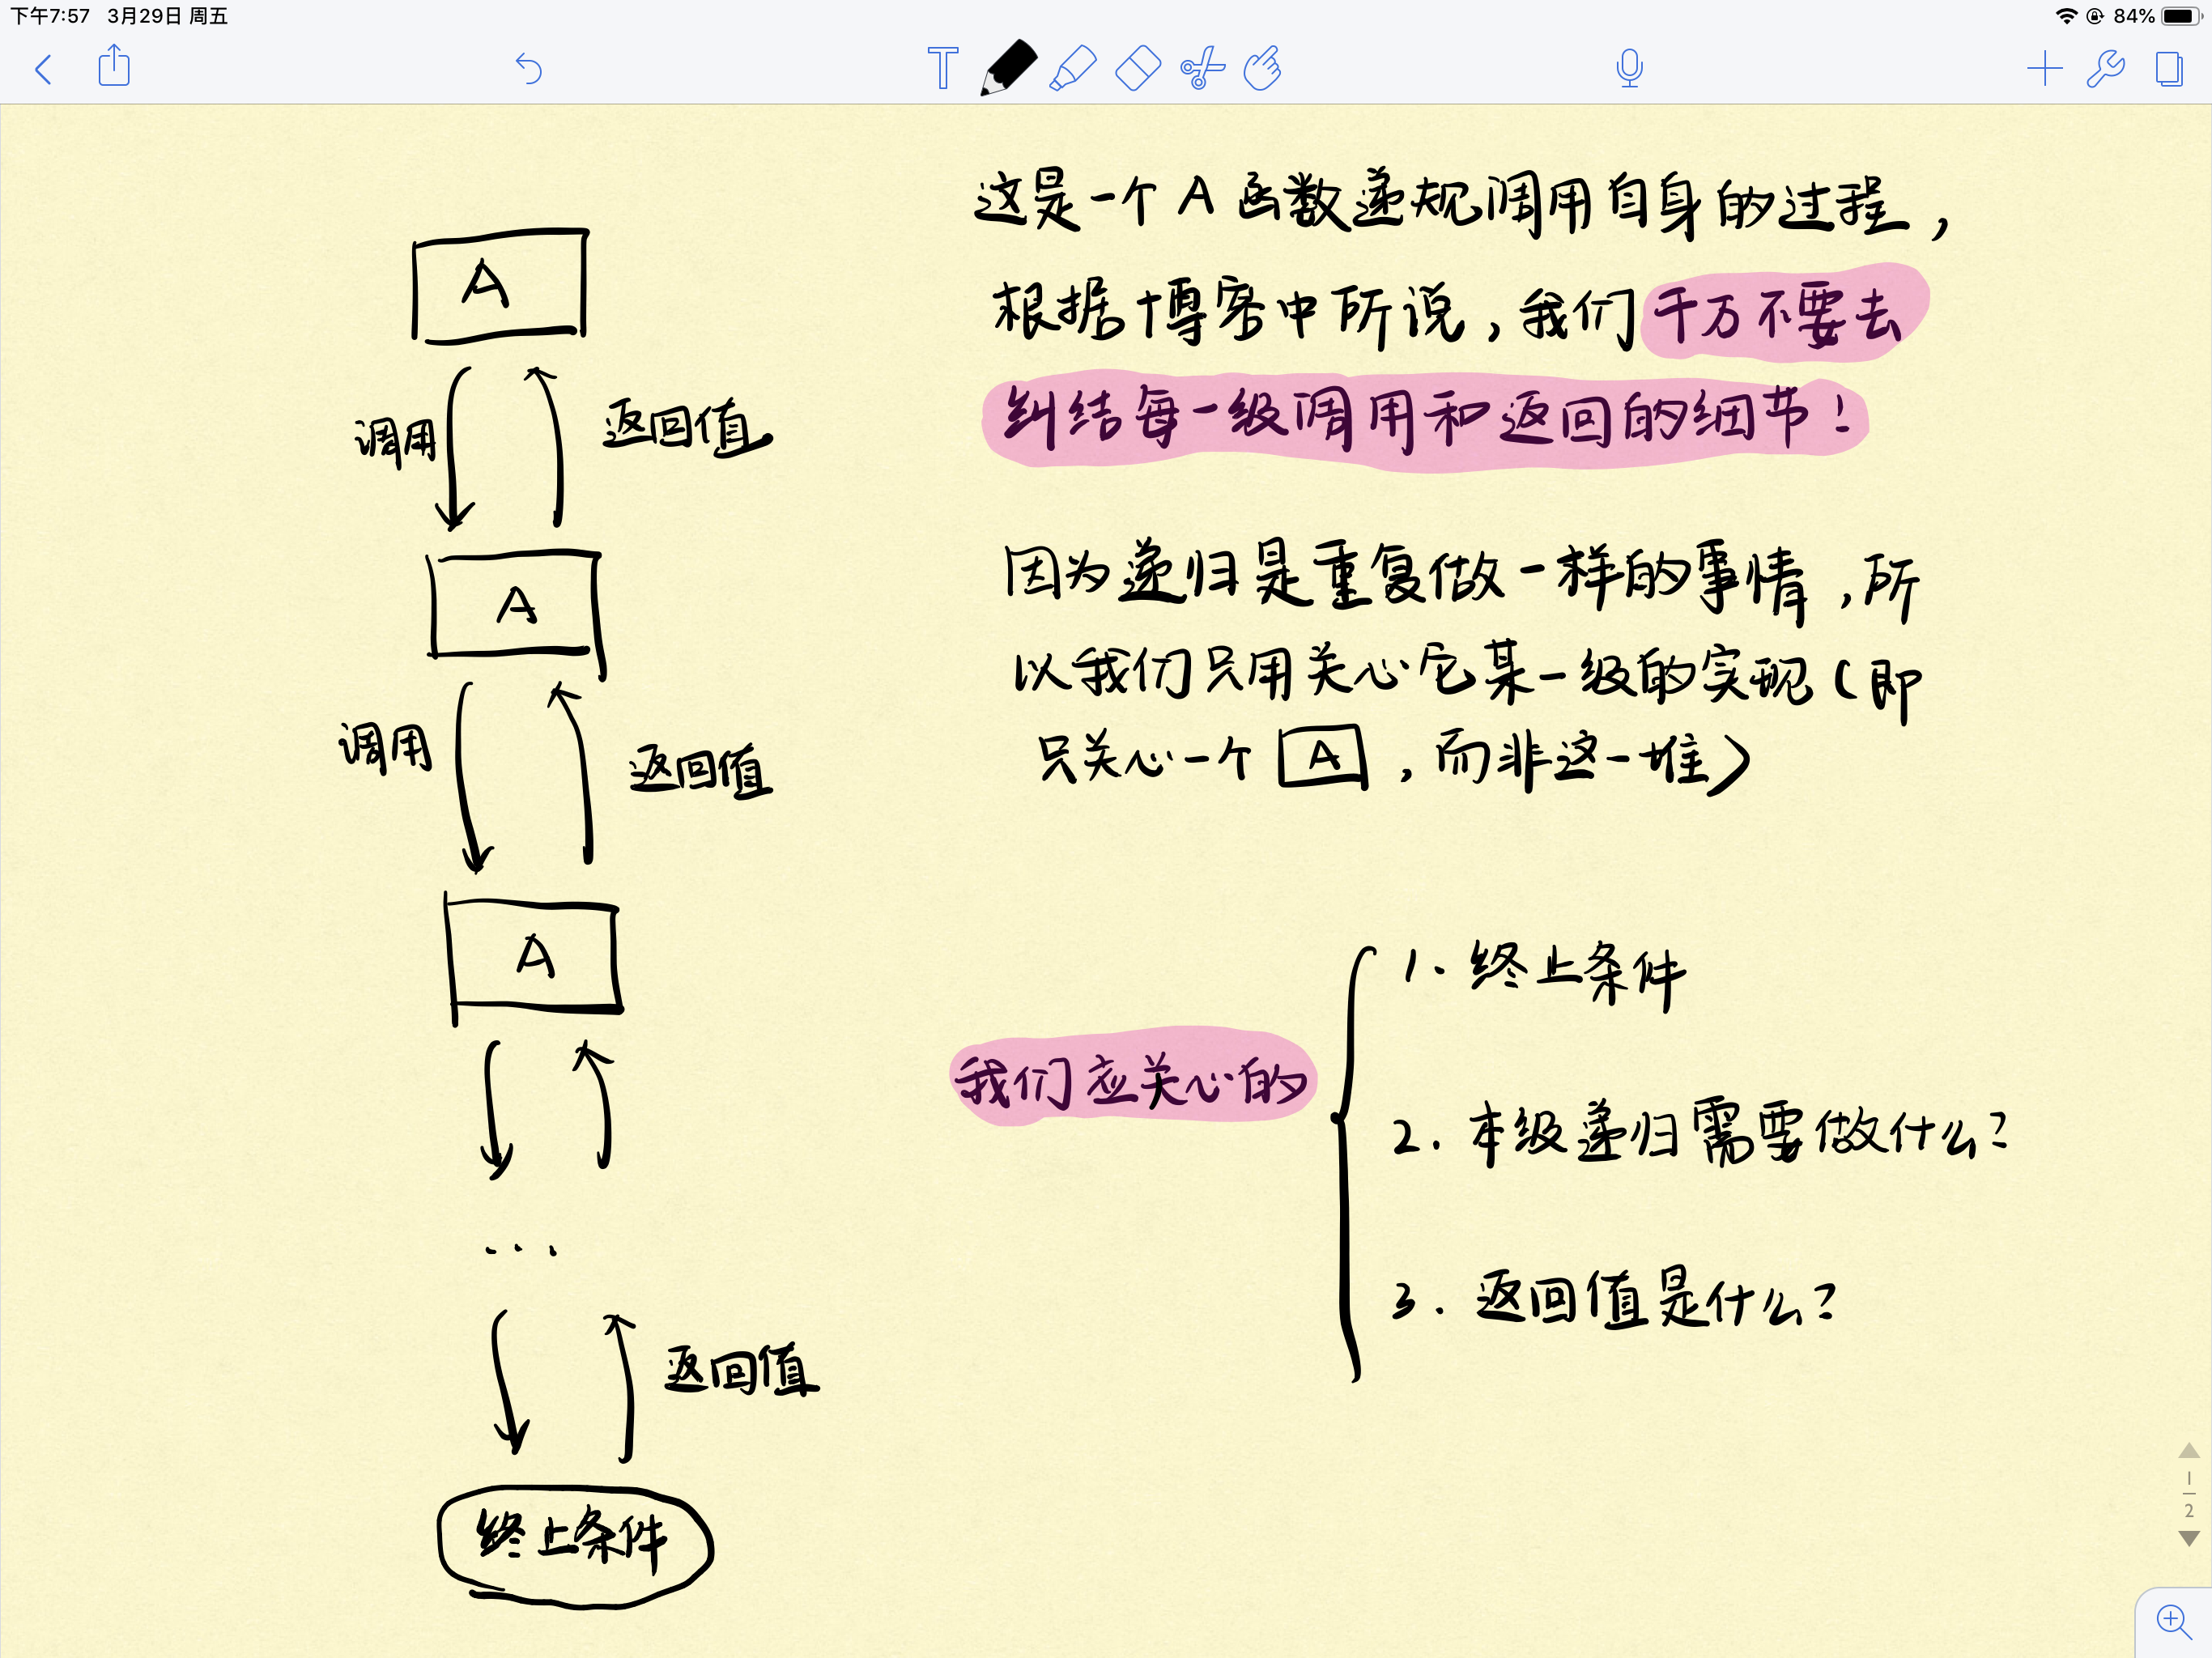 下午7:57 3月29日 周五
84%
T
A
调用
返回值
A
调用
返回值
A
...
返回值
终止条件
这是一个A函数递规调用自身的过程,
根据博客中所说,我们千万不要去
纠结每一级调用和返回的细节!
因为递归是重复做一样的事情,所
以我们只用关心它某一级的实现(即
只关心一个 A ,而非这一堆)
我们应关心的
1. 终止条件
2. 本级递归需要做什么?
3. 返回值是什么?
1
2